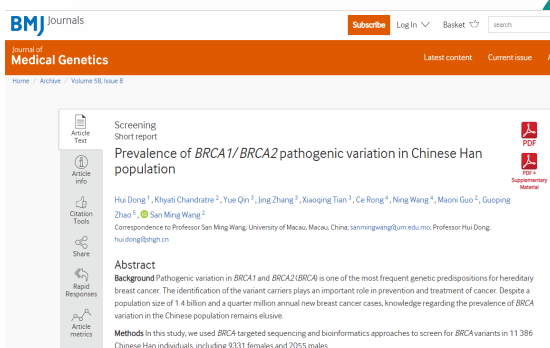 BMJ Journals
Subscribe Log In Basket search
Journal of
Medical Genetics
Latest content Current issue
Home / Archive / Volume 58, Issue 8
Article
Text
Article
info
Citation
Tools
Share
Rapid
Responses
Article
metrics
Screening
Short report
Prevalence of BRCA1/BRCA2 pathogenic variation in Chinese Han
population
PDF
PDF +
Supplementary
Material
Hui Dong 1, Khyati Chandratre 2, Yue Qin 3, Jing Zhang 3, Xiaoqing Tian 3, Ce Rong 4, Ning Wang 4, Maoni Guo 2, Guoping
Zhao 5, San Ming Wang 2
Correspondence to Professor San Ming Wang, University of Macau, Macau, China; sanmingwang@um.edu.mo; Professor Hui Dong;
hui.dong@shgh.cn
Abstract
Background Pathogenic variation in BRCA1 and BRCA2 (BRCA) is one of the most frequent genetic predispositions for hereditary
breast cancer. The identification of the variant carriers plays an important role in prevention and treatment of cancer. Despite a
population size of 1.4 billion and a quarter million annual new breast cancer cases, knowledge regarding the prevalence of BRCA
variation in the Chinese population remains elusive.
Methods In this study, we used BRCA-targeted sequencing and bioinformatics approaches to screen for BRCA variants in 11 386
Chinese Han individuals, including 9331 females and 2055 males.